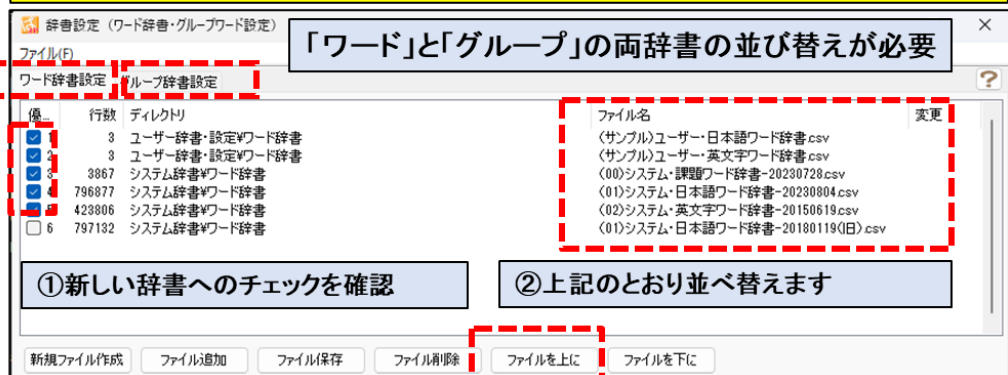 辞書設定（ワード辞書・グループワード設定）
「ワード」と「グループ」の両辞書の並び替えが必要
ファイル(F)
ワード辞書設定 グループ辞書設定 ?
優... 行数 ディレクトリ ファイル名 変更
1 3 ユーザー辞書・設定¥ワード辞書 (サンプル)ユーザー・日本語ワード辞書.csv
2 3 ユーザー辞書・設定¥ワード辞書 (サンプル)ユーザー・英文字ワード辞書.csv
3 3867 システム辞書¥ワード辞書 (00)システム・課題ワード辞書-20230728.csv
4 796877 システム辞書¥ワード辞書 (01)システム・日本語ワード辞書-20230804.csv
5 423806 システム辞書¥ワード辞書 (02)システム・英文字ワード辞書-20150619.csv
6 797132 システム辞書¥ワード辞書 (01)システム・日本語ワード辞書-20180119(旧).csv
①新しい辞書へのチェックを確認
②上記のとおり並べ替えます
新規ファイル作成 ファイル追加 ファイル保存 ファイル削除 ファイルを上に ファイルを下に